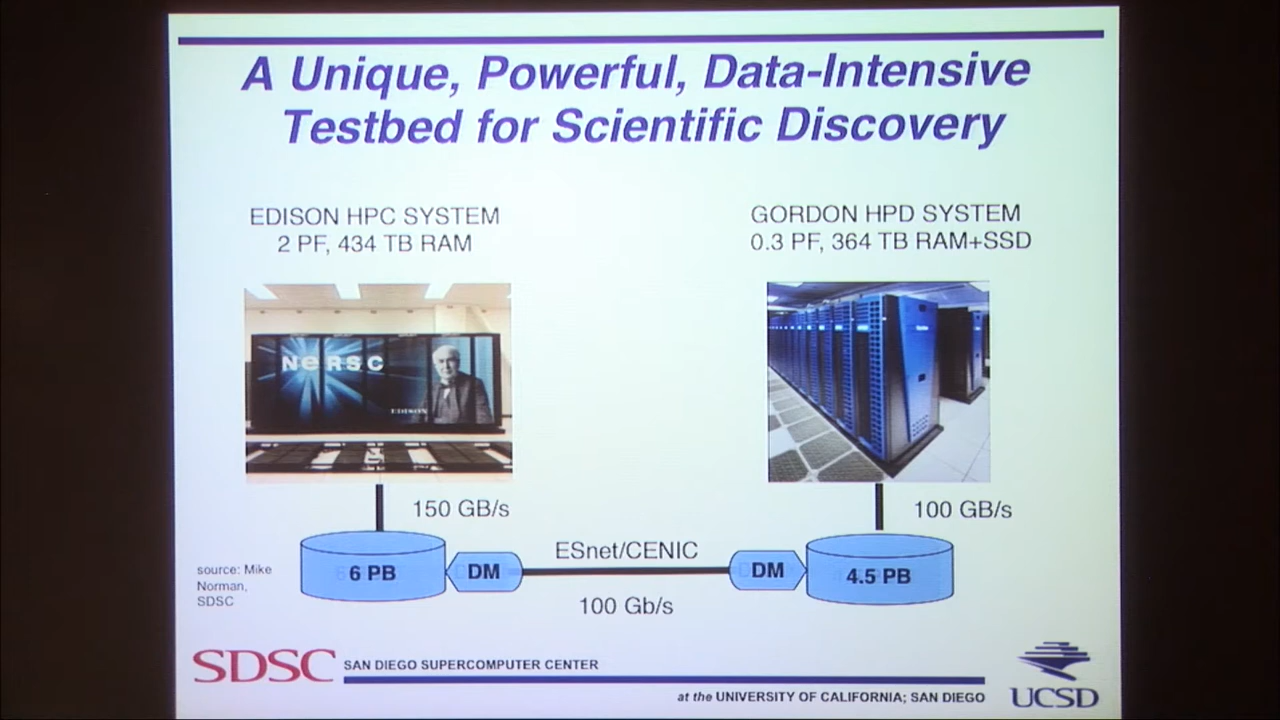 A Unique, Powerful, Data-Intensive
Testbed for Scientific Discovery
EDISON HPC SYSTEM
2 PF, 434 TB RAM
GORDON HPD SYSTEM
0.3 PF, 364 TB RAM+SSD
NERSC
EDISON
150 GB/s
100 GB/s
ESnet/CENIC
6 PB
DM
DM
4.5 PB
100 Gb/s
source: Mike
Norman,
SDSC
SDSC
SAN DIEGO SUPERCOMPUTER CENTER
at the UNIVERSITY OF CALIFORNIA; SAN DIEGO
UCSD